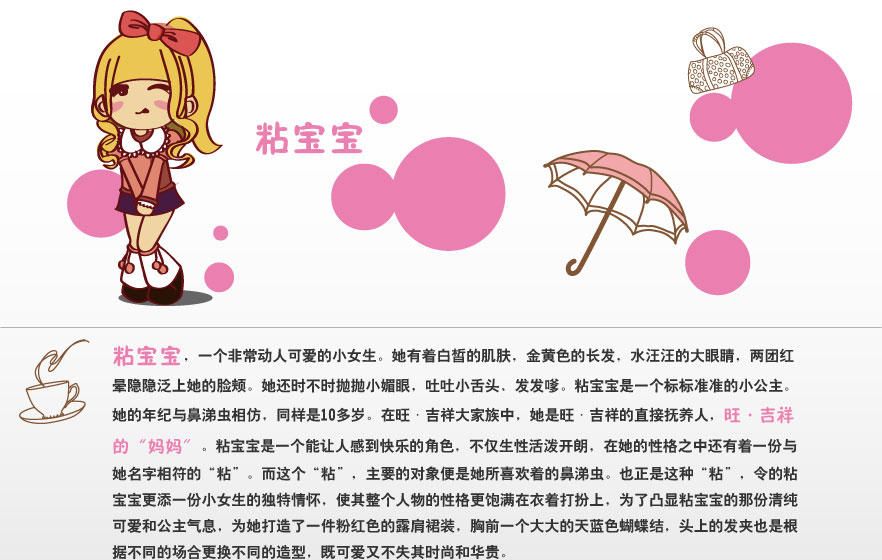 粘宝宝
粘宝宝，一个非常动人可爱的小女生。她有着白皙的肌肤，金黄色的长发，水汪汪的大眼睛，两团红
晕隐隐泛上她的脸颊。她还时不时抛抛小媚眼，吐吐小舌头，发发嗲。粘宝宝是一个标标准准的小公主。
她的年纪与鼻涕虫相仿，同样是10多岁。在旺·吉祥大家族中，她是旺·吉祥的直接抚养人，旺·吉祥
的“妈妈”。粘宝宝是一个能让人感到快乐的角色，不仅生性活泼开朗，在她的性格之中还有着一份与
她名字相符的“粘”。而这个“粘”，主要的对象便是她所喜欢着的鼻涕虫。也正是这种“粘”，令的粘
宝宝更添一份小女生的独特情怀，使其整个人物的性格更饱满在衣着打扮上，为了凸显粘宝宝的那份清纯
可爱和公主气息，为她打造了一件粉红色的露肩裙装，胸前一个大大的天蓝色蝴蝶结，头上的发夹也是根
据不同的场合更换不同的造型，既可爱又不失其时尚和华贵。